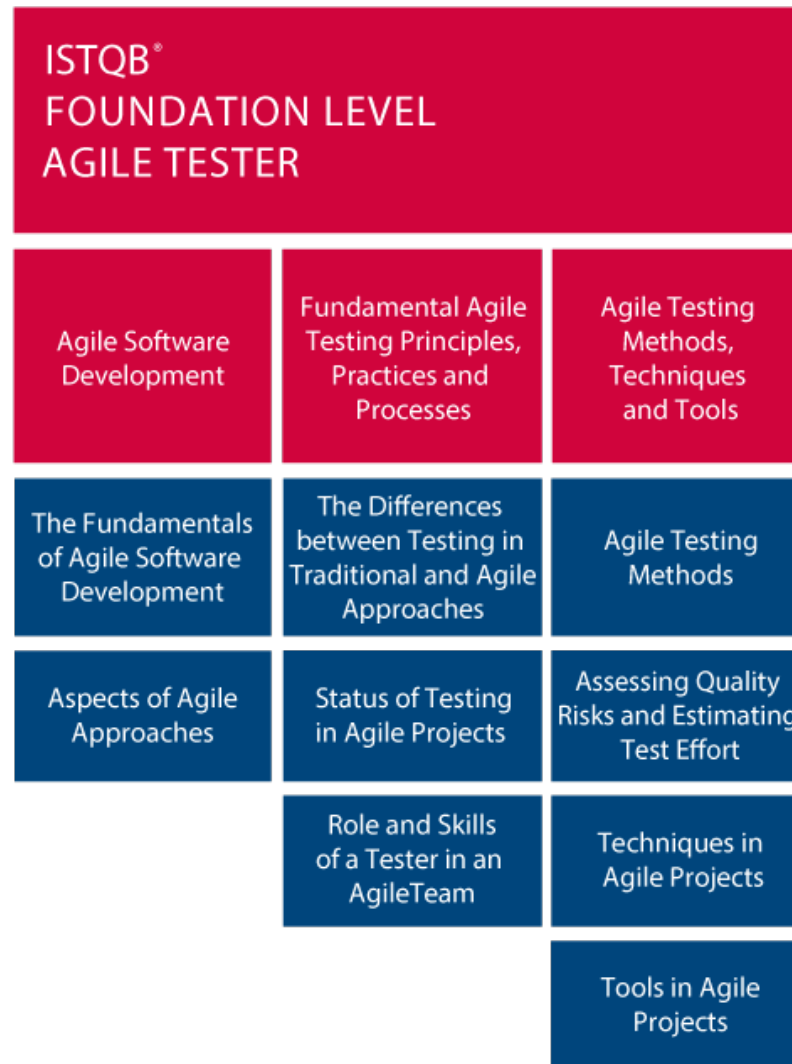 ISTQB®
FOUNDATION LEVEL
AGILE TESTER
Agile Software
Development
Fundamental Agile
Testing Principles,
Practices and
Processes
Agile Testing
Methods,
Techniques
and Tools
The Fundamentals
of Agile Software
Development
The Differences
between Testing in
Traditional and Agile
Approaches
Agile Testing
Methods
Aspects of Agile
Approaches
Status of Testing
in Agile Projects
Assessing Quality
Risks and Estimating
Test Effort
Role and Skills
of a Tester in an
AgileTeam
Techniques in
Agile Projects
Tools in Agile
Projects